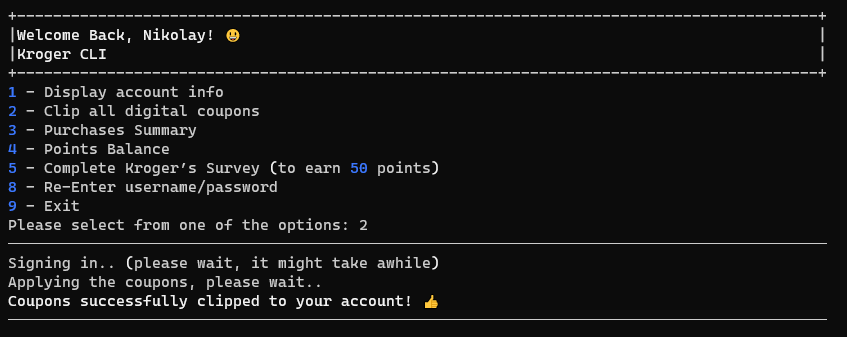 Welcome Back, Nikolay! 😃
Kroger CLI
1 - Display account info
2 - Clip all digital coupons
3 - Purchases Summary
4 - Points Balance
5 - Complete Kroger’s Survey (to earn 50 points)
8 - Re-Enter username/password
9 - Exit
Please select from one of the options: 2
Signing in.. (please wait, it might take awhile)
Applying the coupons, please wait..
Coupons successfully clipped to your account! 👍